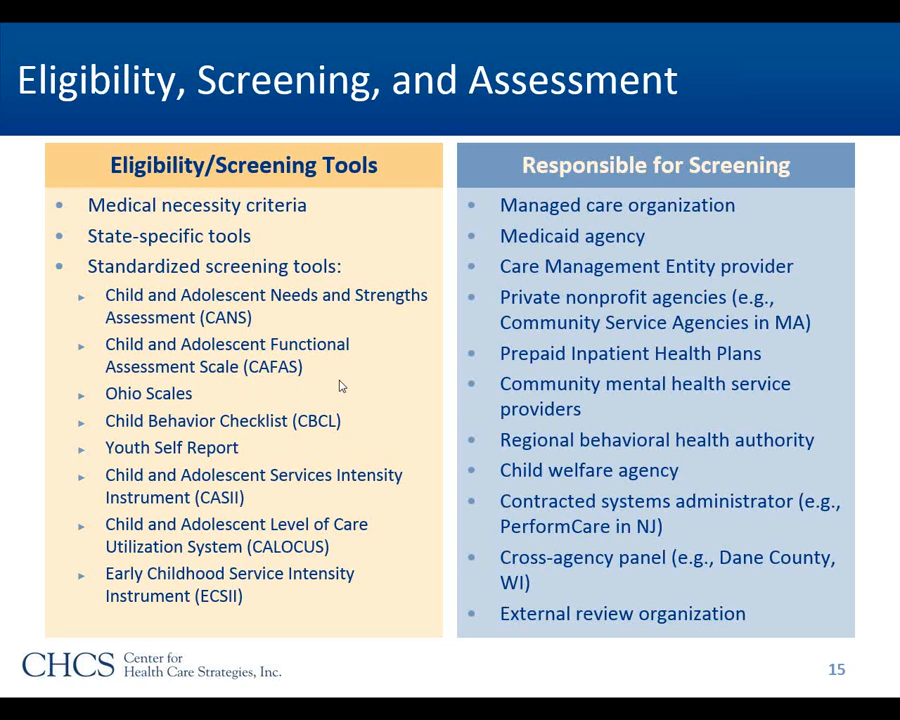 Eligibility, Screening, and Assessment
Eligibility/Screening Tools
• Medical necessity criteria
• State-specific tools
• Standardized screening tools:
▸ Child and Adolescent Needs and Strengths
Assessment (CANS)
▸ Child and Adolescent Functional
Assessment Scale (CAFAS)
▸ Ohio Scales
▸ Child Behavior Checklist (CBCL)
▸ Youth Self Report
▸ Child and Adolescent Services Intensity
Instrument (CASII)
▸ Child and Adolescent Level of Care
Utilization System (CALOCUS)
▸ Early Childhood Service Intensity
Instrument (ECSII)
Responsible for Screening
• Managed care organization
• Medicaid agency
• Care Management Entity provider
• Private nonprofit agencies (e.g.,
Community Service Agencies in MA)
• Prepaid Inpatient Health Plans
• Community mental health service
providers
• Regional behavioral health authority
• Child welfare agency
• Contracted systems administrator (e.g.,
PerformCare in NJ)
• Cross-agency panel (e.g., Dane County,
WI)
• External review organization
CHCS Center for
Health Care Strategies, Inc.
15